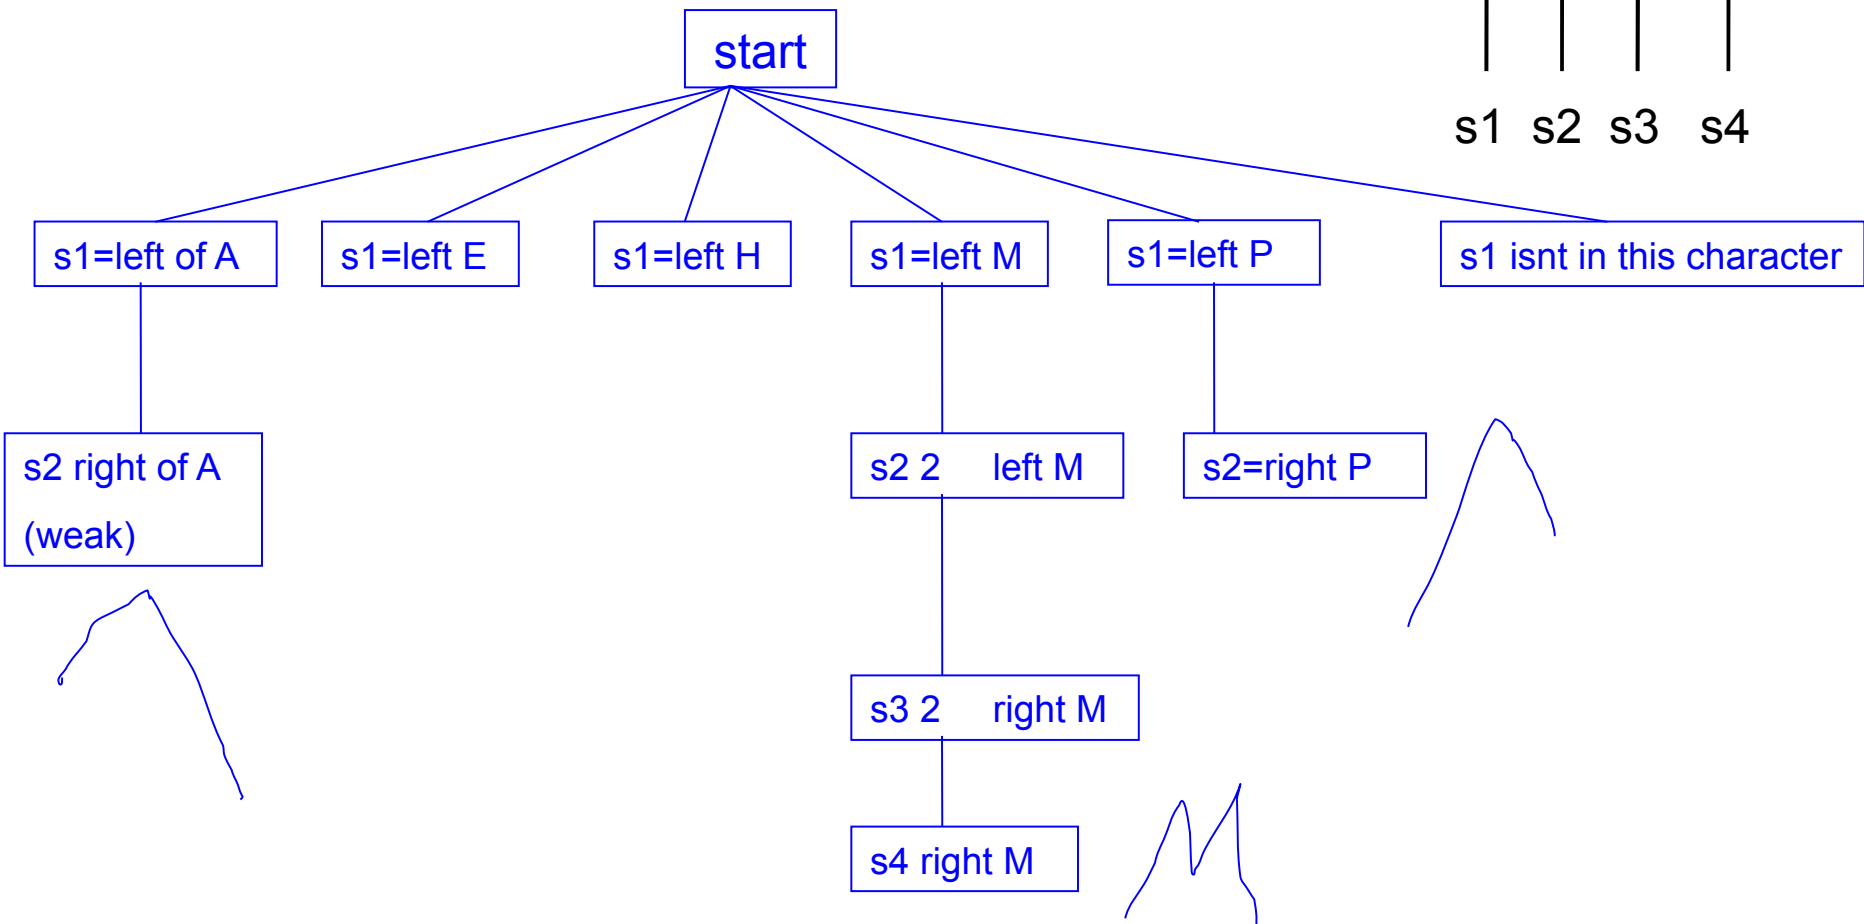 start
s1 s2 s3 s4
s1=left of A
s1=left E
s1=left H
s1=left M
s1=left P
s1 isnt in this character
s2 right of A
(weak)
s2 2 left M
s2=right P
s3 2 right M
s4 right M